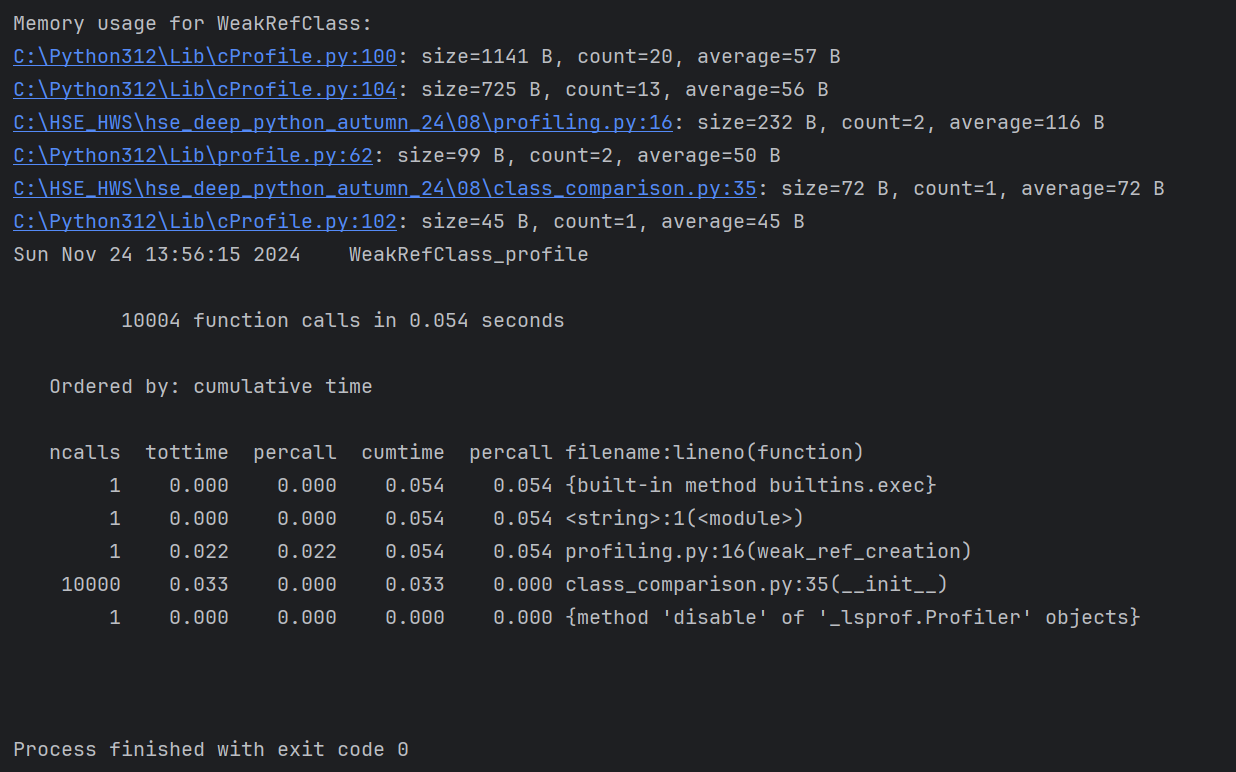 Memory usage for WeakRefClass:
C:\Python312\Lib\cProfile.py:100: size=1141 B, count=20, average=57 B
C:\Python312\Lib\cProfile.py:104: size=725 B, count=13, average=56 B
C:\HSE_HWS\hse_deep_python_autumn_24\08\profiling.py:16: size=232 B, count=2, average=116 B
C:\Python312\Lib\profile.py:62: size=99 B, count=2, average=50 B
C:\HSE_HWS\hse_deep_python_autumn_24\08\class_comparison.py:35: size=72 B, count=1, average=72 B
C:\Python312\Lib\cProfile.py:102: size=45 B, count=1, average=45 B
Sun Nov 24 13:56:15 2024    WeakRefClass_profile
         10004 function calls in 0.054 seconds
   Ordered by: cumulative time
   ncalls  tottime  percall  cumtime  percall filename:lineno(function)
        1    0.000    0.000    0.054    0.054 {built-in method builtins.exec}
        1    0.000    0.000    0.054    0.054 <string>:1(<module>)
        1    0.022    0.022    0.054    0.054 profiling.py:16(weak_ref_creation)
    10000    0.033    0.000    0.033    0.000 class_comparison.py:35(__init__)
        1    0.000    0.000    0.000    0.000 {method 'disable' of '_lsprof.Profiler' objects}
Process finished with exit code 0